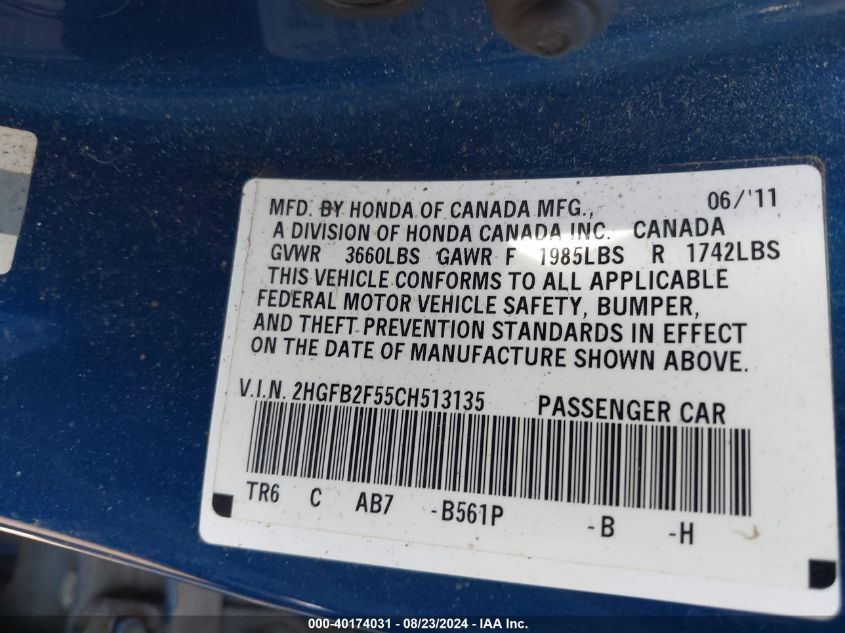 MFD. BY HONDA OF CANADA MFG., 06/'11
A DIVISION OF HONDA CANADA INC. CANADA
GVWR 3660LBS GAWR F 1985LBS R 1742LBS
THIS VEHICLE CONFORMS TO ALL APPLICABLE
FEDERAL MOTOR VEHICLE SAFETY, BUMPER,
AND THEFT PREVENTION STANDARDS IN EFFECT
ON THE DATE OF MANUFACTURE SHOWN ABOVE.
V.I.N. 2HGFB2F55CH513135 PASSENGER CAR
TR6 C AB7 -B561P -B -H
000-40174031 - 08/23/2024 - IAA Inc.